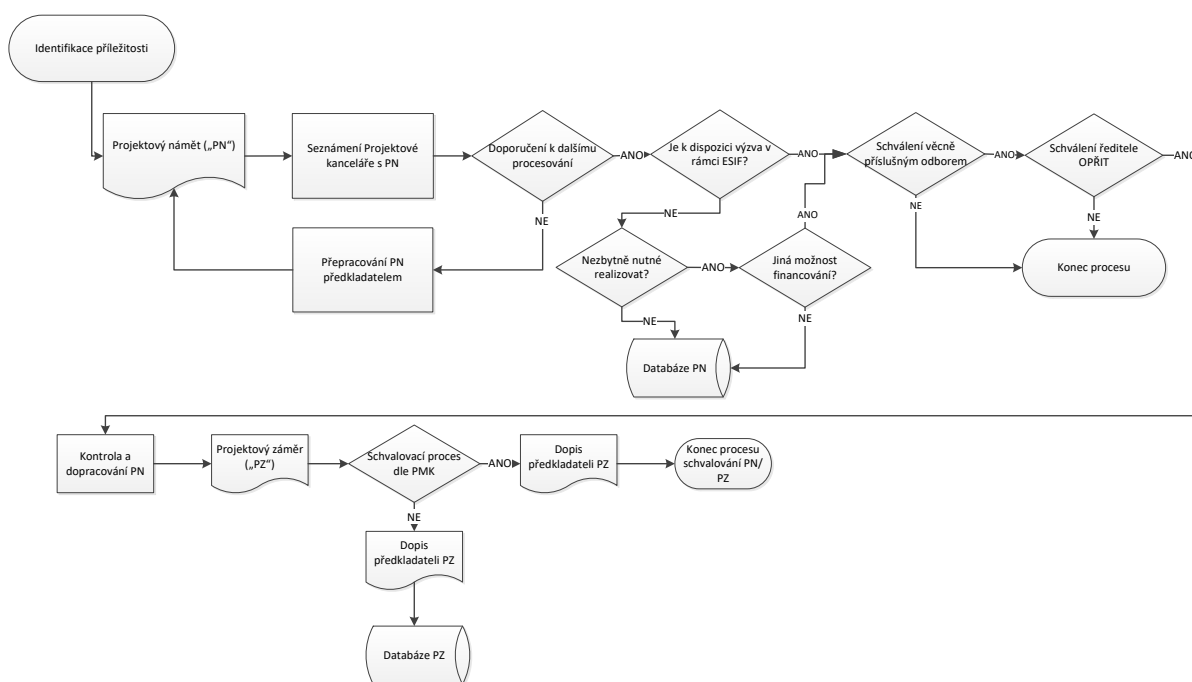 Identifikace příležitosti
Projektový námět („PN“)
Seznámení Projektové
kanceláře s PN
Doporučení k dalšímu
procesování
ANO
Je k dispozici výzva v
rámci ESIF?
ANO
Schválení věcně
příslušným odborem
ANO
Schválení ředitele
OPŘIT
ANO
NE
NE
ANO
NE
NE
Přepracování PN
předkladatelem
Nezbytně nutné
realizovat?
ANO
Jiná možnost
financování?
Konec procesu
NE
NE
Databáze PN
Kontrola a
dopracování PN
Projektový záměr
(„PZ“)
Schvalovací proces
dle PMK
ANO
Dopis
předkladateli PZ
Konec procesu
schvalování PN/
PZ
NE
Dopis
předkladateli PZ
Databáze PZ